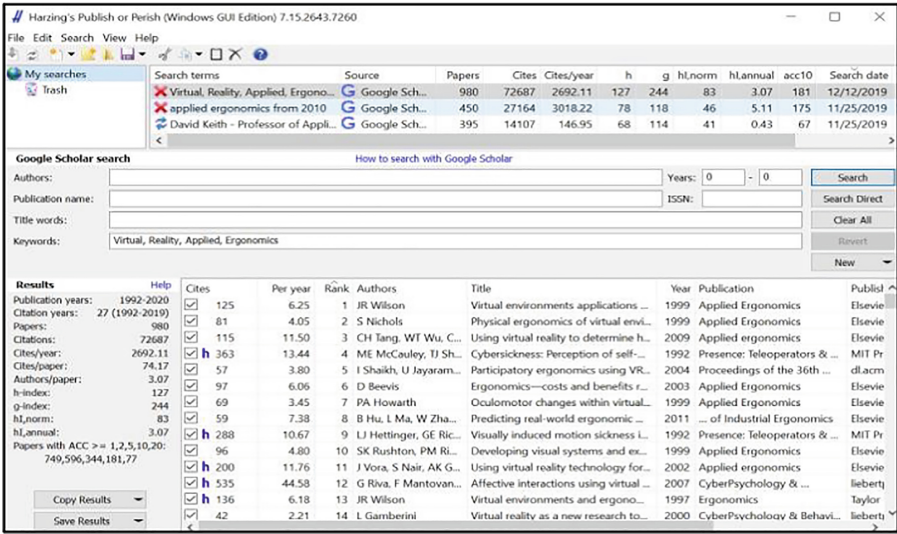 Harzing's Publish or Perish (Windows GUI Edition) 7.15.2643.7260
File Edit Search View Help
My searches
Trash
Search terms Source Papers Cites Cites/year h g hI,norm hI,annual acc10 Search date
Virtual, Reality, Applied, Ergono... Google Sch... 980 72687 2692.11 127 244 83 3.07 181 12/12/2019
applied ergonomics from 2010 Google Sch... 450 27164 3018.22 78 118 46 5.11 175 11/25/2019
David Keith - Professor of Appli... Google Sch... 395 14107 146.95 68 114 41 0.43 67 11/25/2019
Google Scholar search How to search with Google Scholar
Authors: Years: 0 - 0 Search
Publication name: ISSN: Search Direct
Title words: Clear All
Keywords: Virtual, Reality, Applied, Ergonomics Revert
New
Results Help
Publication years: 1992-2020
Citation years: 27 (1992-2019)
Papers: 980
Citations: 72687
Cites/year: 2692.11
Cites/paper: 74.17
Authors/paper: 3.07
h-index: 127
g-index: 244
hI,norm: 83
hI,annual: 3.07
Papers with ACC >= 1,2,5,10,20:
749,596,344,181,77
Copy Results
Save Results
Cites Per year Rank Authors Title Year Publication Publisl
125 6.25 1 JR Wilson Virtual environments applications ... 1999 Applied Ergonomics Elsevie
81 4.05 2 S Nichols Physical ergonomics of virtual envi... 1999 Applied Ergonomics Elsevie
115 11.50 3 CH Tang, WT Wu, C... Using virtual reality to determine h... 2009 Applied ergonomics Elsevie
h 363 13.44 4 ME McCauley, TJ Sh... Cybersickness: Perception of self-... 1992 Presence: Teleoperators & ... MIT Pr
57 3.80 5 I Shaikh, U Jayaram... Participatory ergonomics using VR... 2004 Proceedings of the 36th ... dl.acm
97 6.06 6 D Beevis Ergonomics—costs and benefits r... 2003 Applied Ergonomics Elsevie
69 3.45 7 PA Howarth Oculomotor changes within virtual... 1999 Applied Ergonomics Elsevie
59 7.38 8 B Hu, L Ma, W Zha... Predicting real-world ergonomic ... 2011 ... of Industrial Ergonomics Elsevie
h 288 10.67 9 LJ Hettinger, GE Ric... Visually induced motion sickness i... 1992 Presence: Teleoperators & ... MIT Pr
96 4.80 10 SK Rushton, PM Ri... Developing visual systems and ex... 1999 Applied Ergonomics Elsevie
h 200 11.76 11 J Vora, S Nair, AK G... Using virtual reality technology for... 2002 Applied ergonomics Elsevie
h 535 44.58 12 G Riva, F Mantovan... Affective interactions using virtual ... 2007 CyberPsychology & ... liebert
h 136 6.18 13 JR Wilson Virtual environments and ergono... 1997 Ergonomics Taylor
42 2.21 14 L Gamberini Virtual reality as a new research to... 2000 CyberPsychology & Behavi... liebert